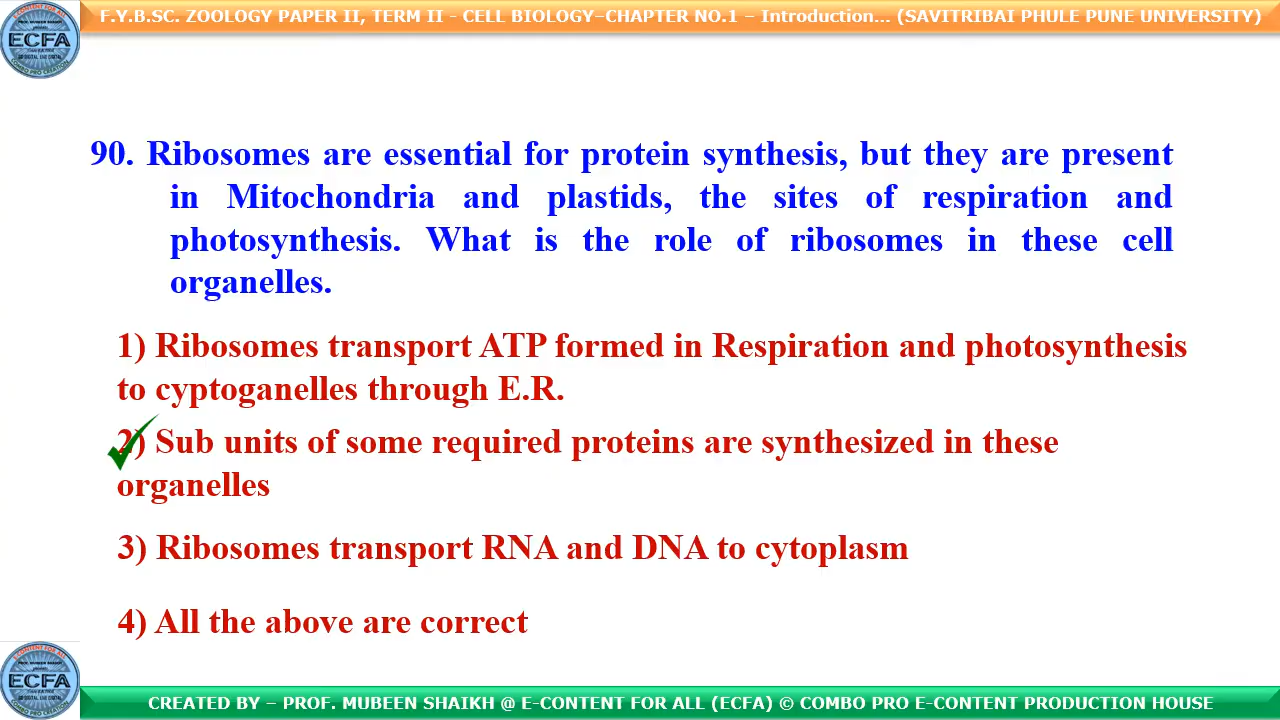 F.Y.B.SC. ZOOLOGY PAPER II, TERM II - CELL BIOLOGY–CHAPTER NO.1 – Introduction... (SAVITRIBAI PHULE PUNE UNIVERSITY)
ECFA
90. Ribosomes are essential for protein synthesis, but they are present
in Mitochondria and plastids, the sites of respiration and
photosynthesis. What is the role of ribosomes in these cell
organelles.
1) Ribosomes transport ATP formed in Respiration and photosynthesis
to cyptoganelles through E.R.
2) Sub units of some required proteins are synthesized in these
organelles
3) Ribosomes transport RNA and DNA to cytoplasm
4) All the above are correct
ECFA
CREATED BY – PROF. MUBEEN SHAIKH @ E-CONTENT FOR ALL (ECFA) © COMBO PRO E-CONTENT PRODUCTION HOUSE